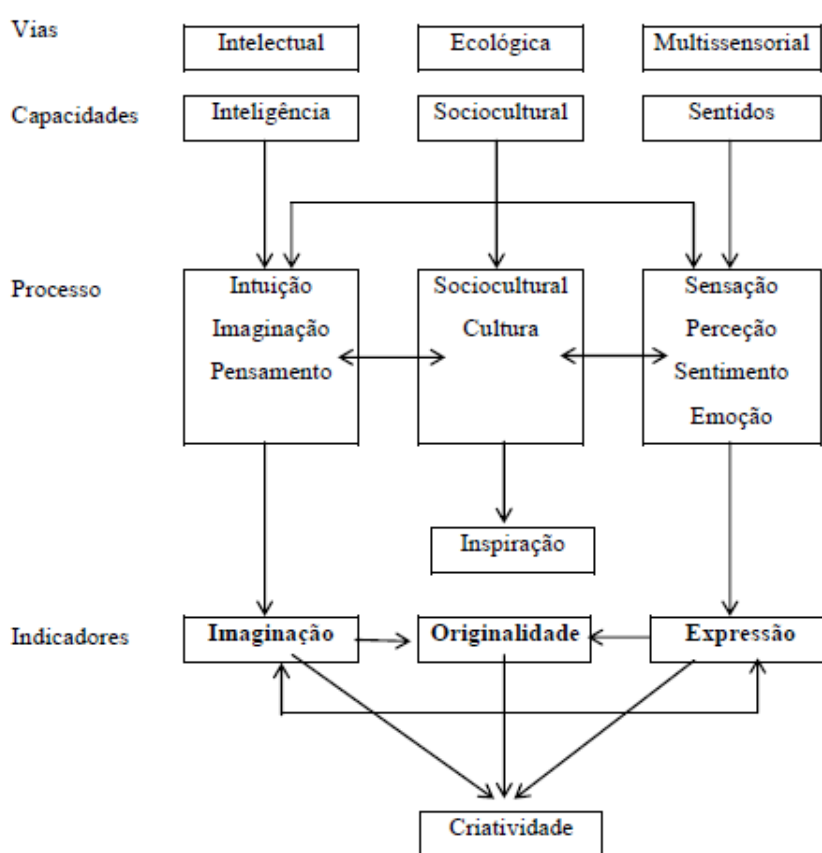 Vias
Intelectual
Ecológica
Multissensorial
Capacidades
Inteligência
Sociocultural
Sentidos
Processo
Intuição
Imaginação
Pensamento
Sociocultural
Cultura
Sensação
Perceção
Sentimento
Emoção
Inspiração
Indicadores
Imaginação
Originalidade
Expressão
Criatividade